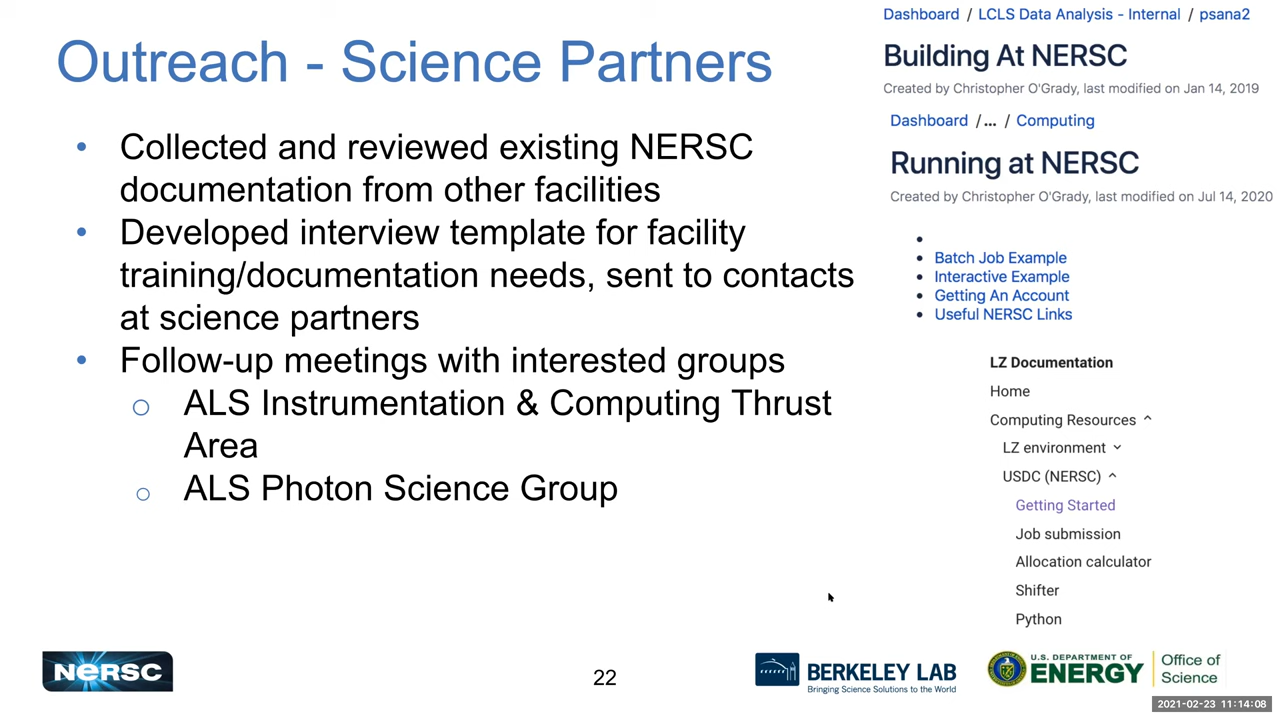 Outreach - Science Partners
• Collected and reviewed existing NERSC
documentation from other facilities
• Developed interview template for facility
training/documentation needs, sent to contacts
at science partners
• Follow-up meetings with interested groups
o ALS Instrumentation & Computing Thrust
Area
o ALS Photon Science Group
Dashboard / LCLS Data Analysis - Internal / psana2
Building At NERSC
Created by Christopher O'Grady, last modified on Jan 14, 2019
Dashboard /... / Computing
Running at NERSC
Created by Christopher O'Grady, last modified on Jul 14, 2020
•
• Batch Job Example
• Interactive Example
• Getting An Account
• Useful NERSC Links
LZ Documentation
Home
Computing Resources
LZ environment
USDC (NERSC)
Getting Started
Job submission
Allocation calculator
Shifter
Python
NERSC
22
BERKELEY LAB
Bringing Science Solutions to the World
U.S. DEPARTMENT OF
ENERGY
Office of
Science
2021-02-23 11:14:08